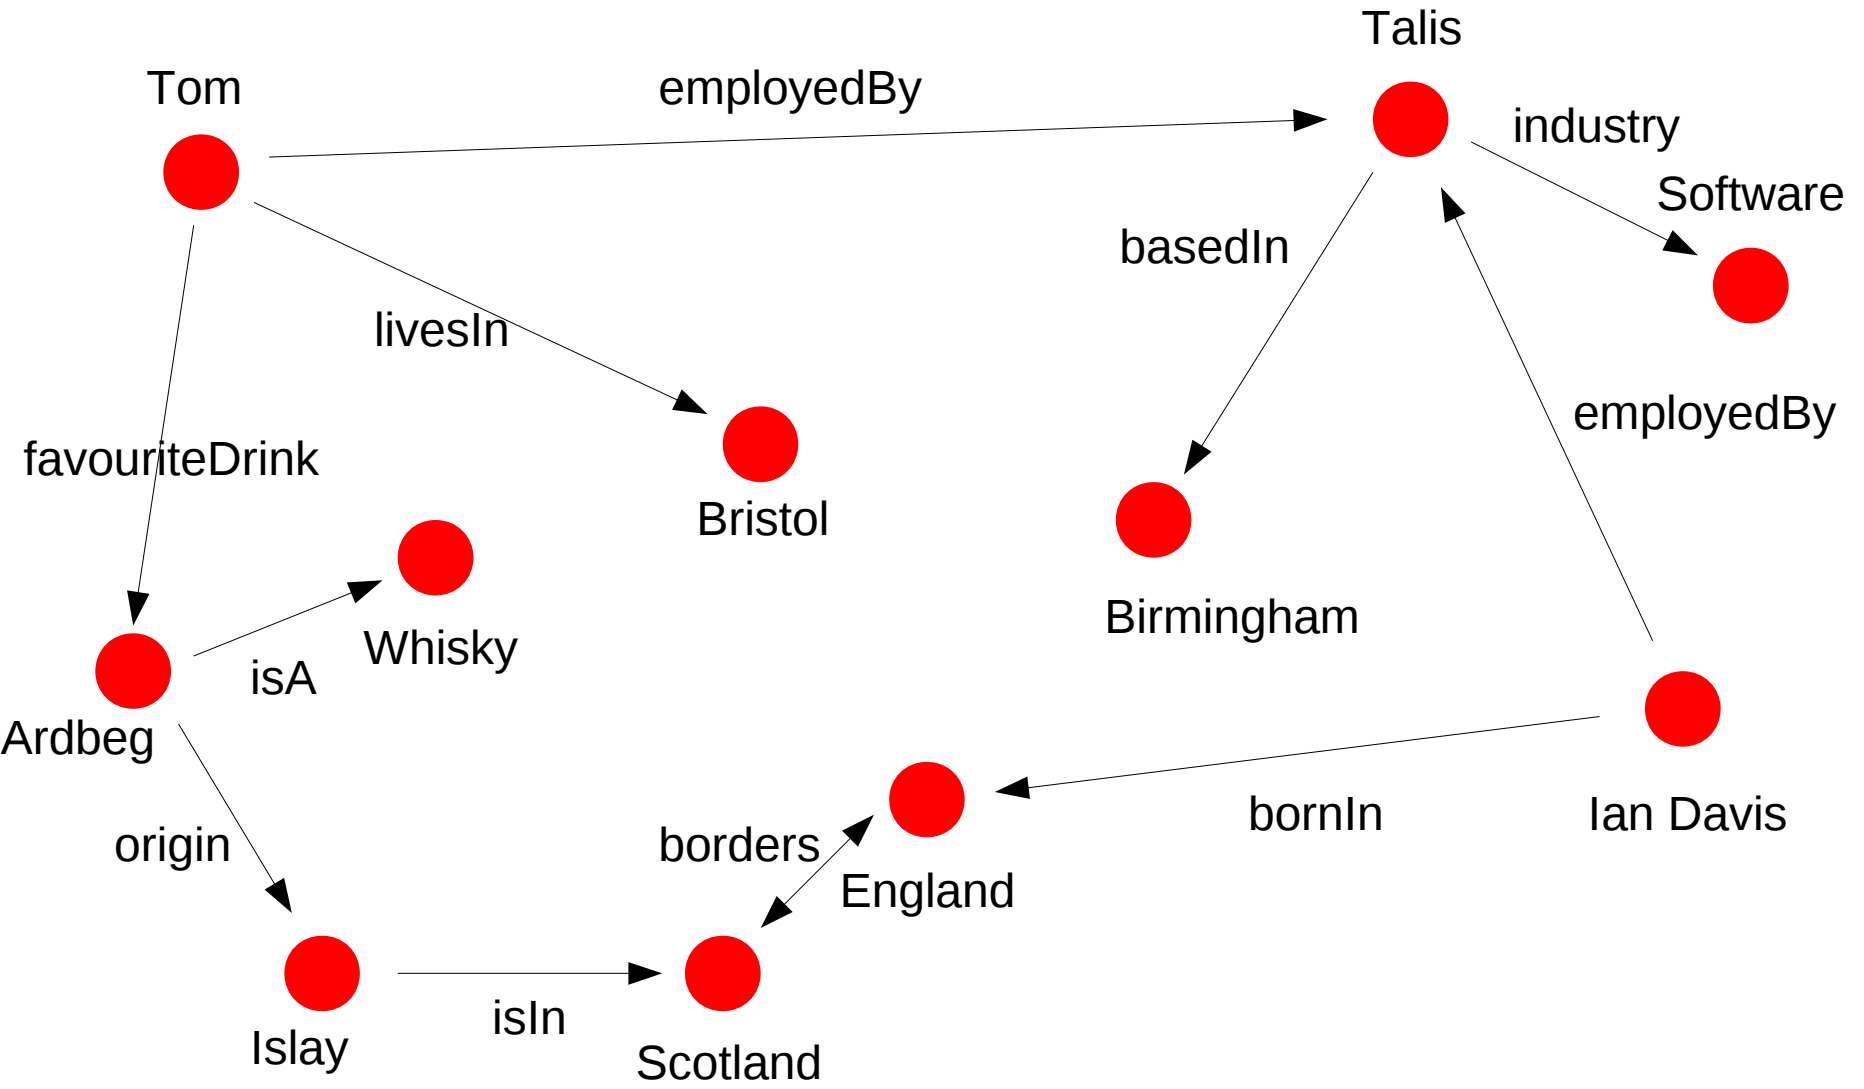 Talis
Tom
employedBy
industry
Software
basedIn
livesIn
employedBy
favouriteDrink
Bristol
Birmingham
Whisky
isA
Ardbeg
bornIn
Ian Davis
origin
borders
England
isIn
Islay
Scotland